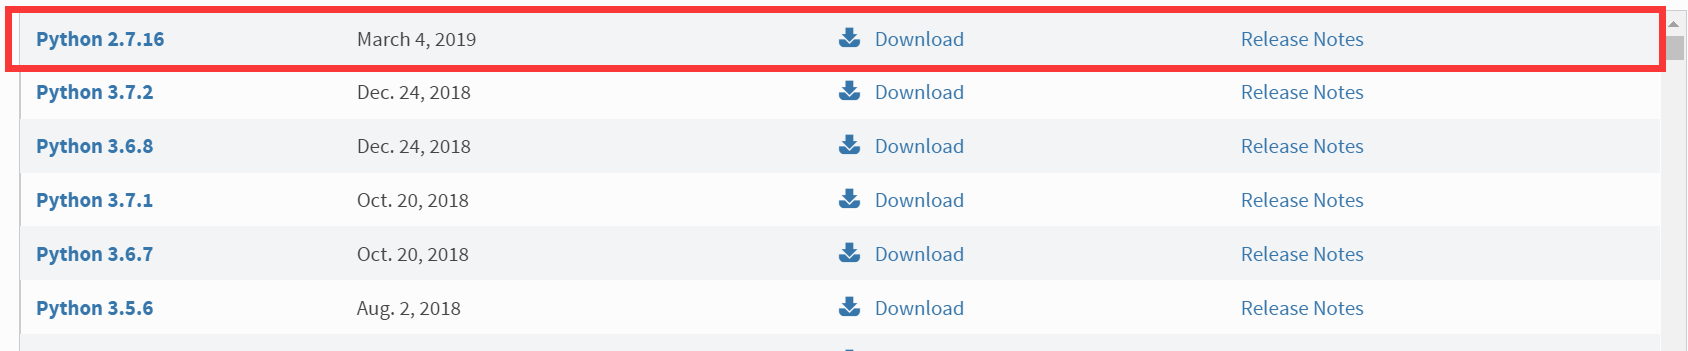 Python 2.7.16 March 4, 2019 Download Release Notes
Python 3.7.2 Dec. 24, 2018 Download Release Notes
Python 3.6.8 Dec. 24, 2018 Download Release Notes
Python 3.7.1 Oct. 20, 2018 Download Release Notes
Python 3.6.7 Oct. 20, 2018 Download Release Notes
Python 3.5.6 Aug. 2, 2018 Download Release Notes